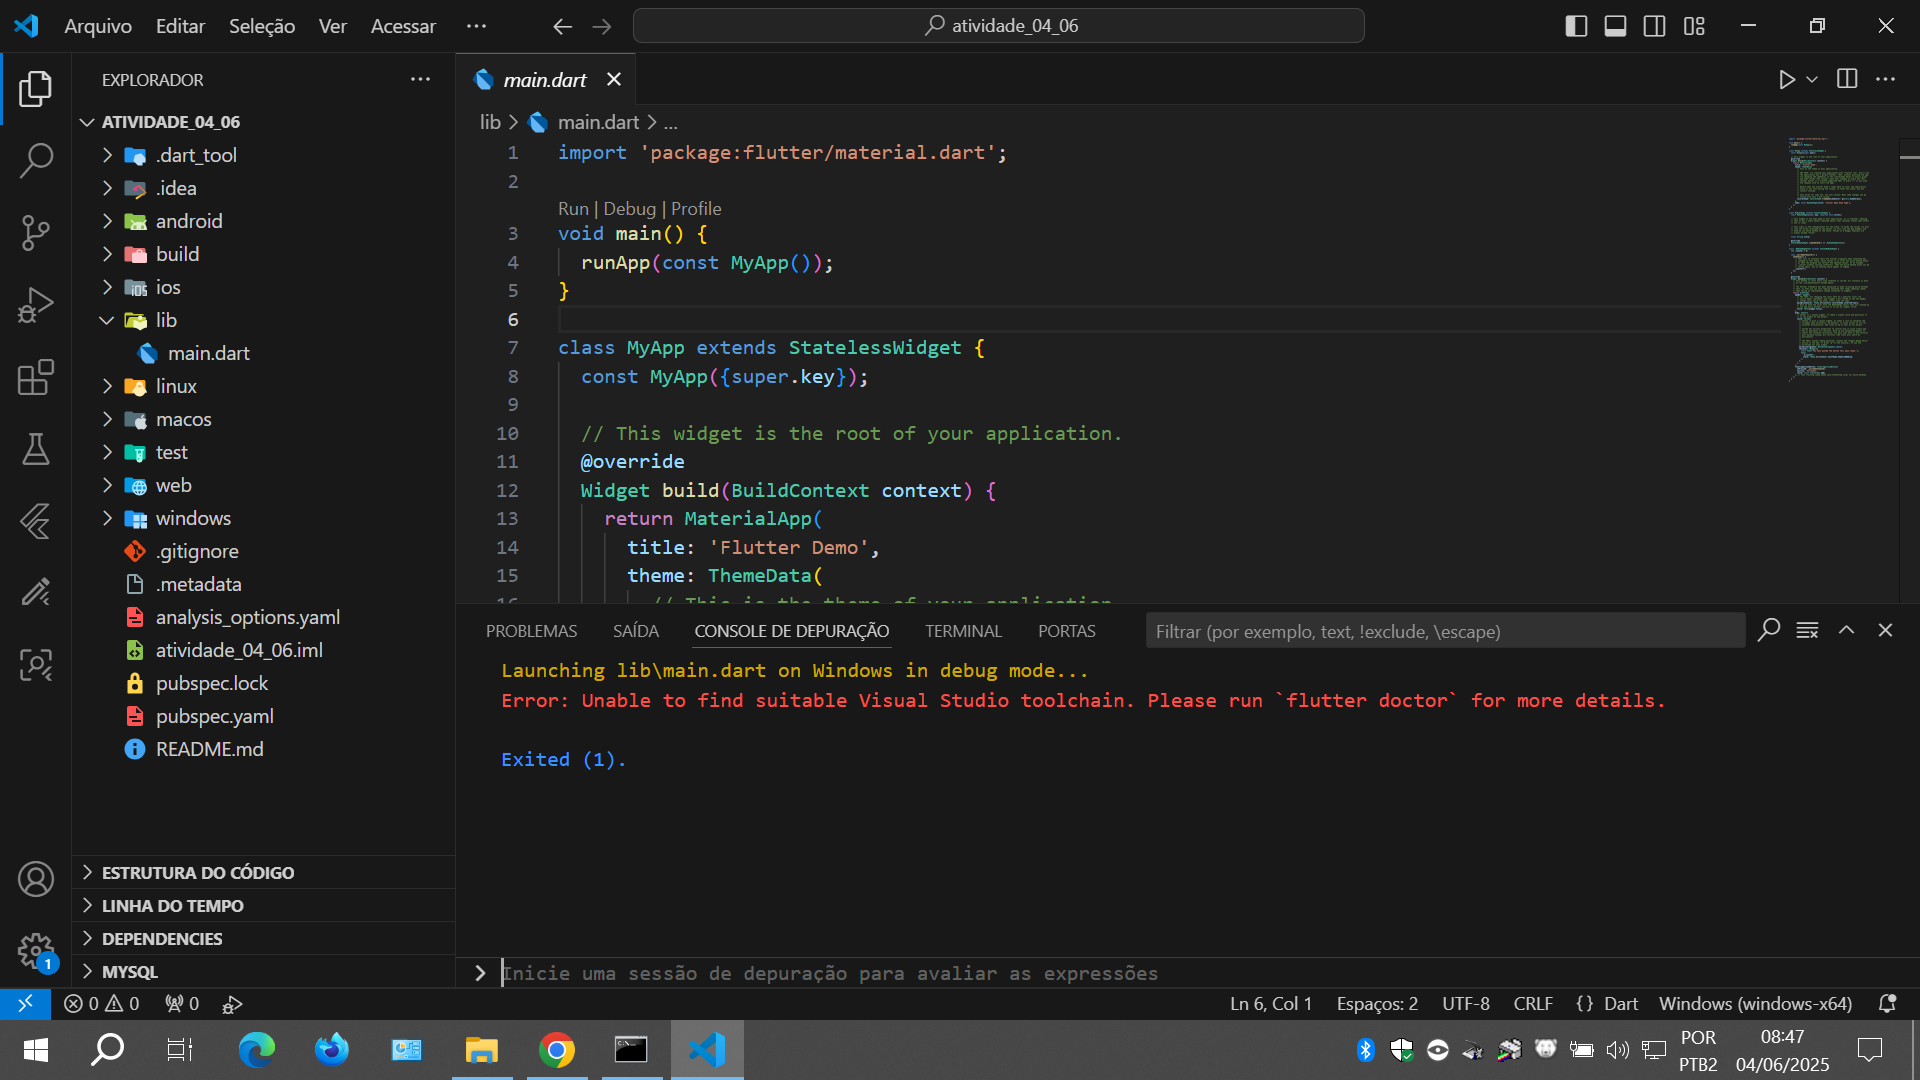 Arquivo Editar Seleção Ver Acessar ···
atividade_04_06
EXPLORADOR ···
ATIVIDADE_04_06
.dart_tool
.idea
android
build
ios
lib
main.dart
linux
macos
test
web
windows
.gitignore
.metadata
analysis_options.yaml
atividade_04_06.iml
pubspec.lock
pubspec.yaml
README.md
ESTRUTURA DO CÓDIGO
LINHA DO TEMPO
DEPENDENCIES
MYSQL
1
main.dart
lib > main.dart > ...
1 import 'package:flutter/material.dart';
2
Run | Debug | Profile
3 void main() {
4 runApp(const MyApp());
5 }
6
7 class MyApp extends StatelessWidget {
8 const MyApp({super.key});
9
10 // This widget is the root of your application.
11 @override
12 Widget build(BuildContext context) {
13 return MaterialApp(
14 title: 'Flutter Demo',
15 theme: ThemeData(
16 // This is the theme of your application.
PROBLEMAS SAÍDA CONSOLE DE DEPURAÇÃO TERMINAL PORTAS Filtrar (por exemplo, text, !exclude, \escape)
Launching lib\main.dart on Windows in debug mode...
Error: Unable to find suitable Visual Studio toolchain. Please run `flutter doctor` for more details.
Exited (1).
Inicie uma sessão de depuração para avaliar as expressões
0 0 0 Ln 6, Col 1 Espaços: 2 UTF-8 CRLF {} Dart Windows (windows-x64)
POR
PTB2
08:47
04/06/2025